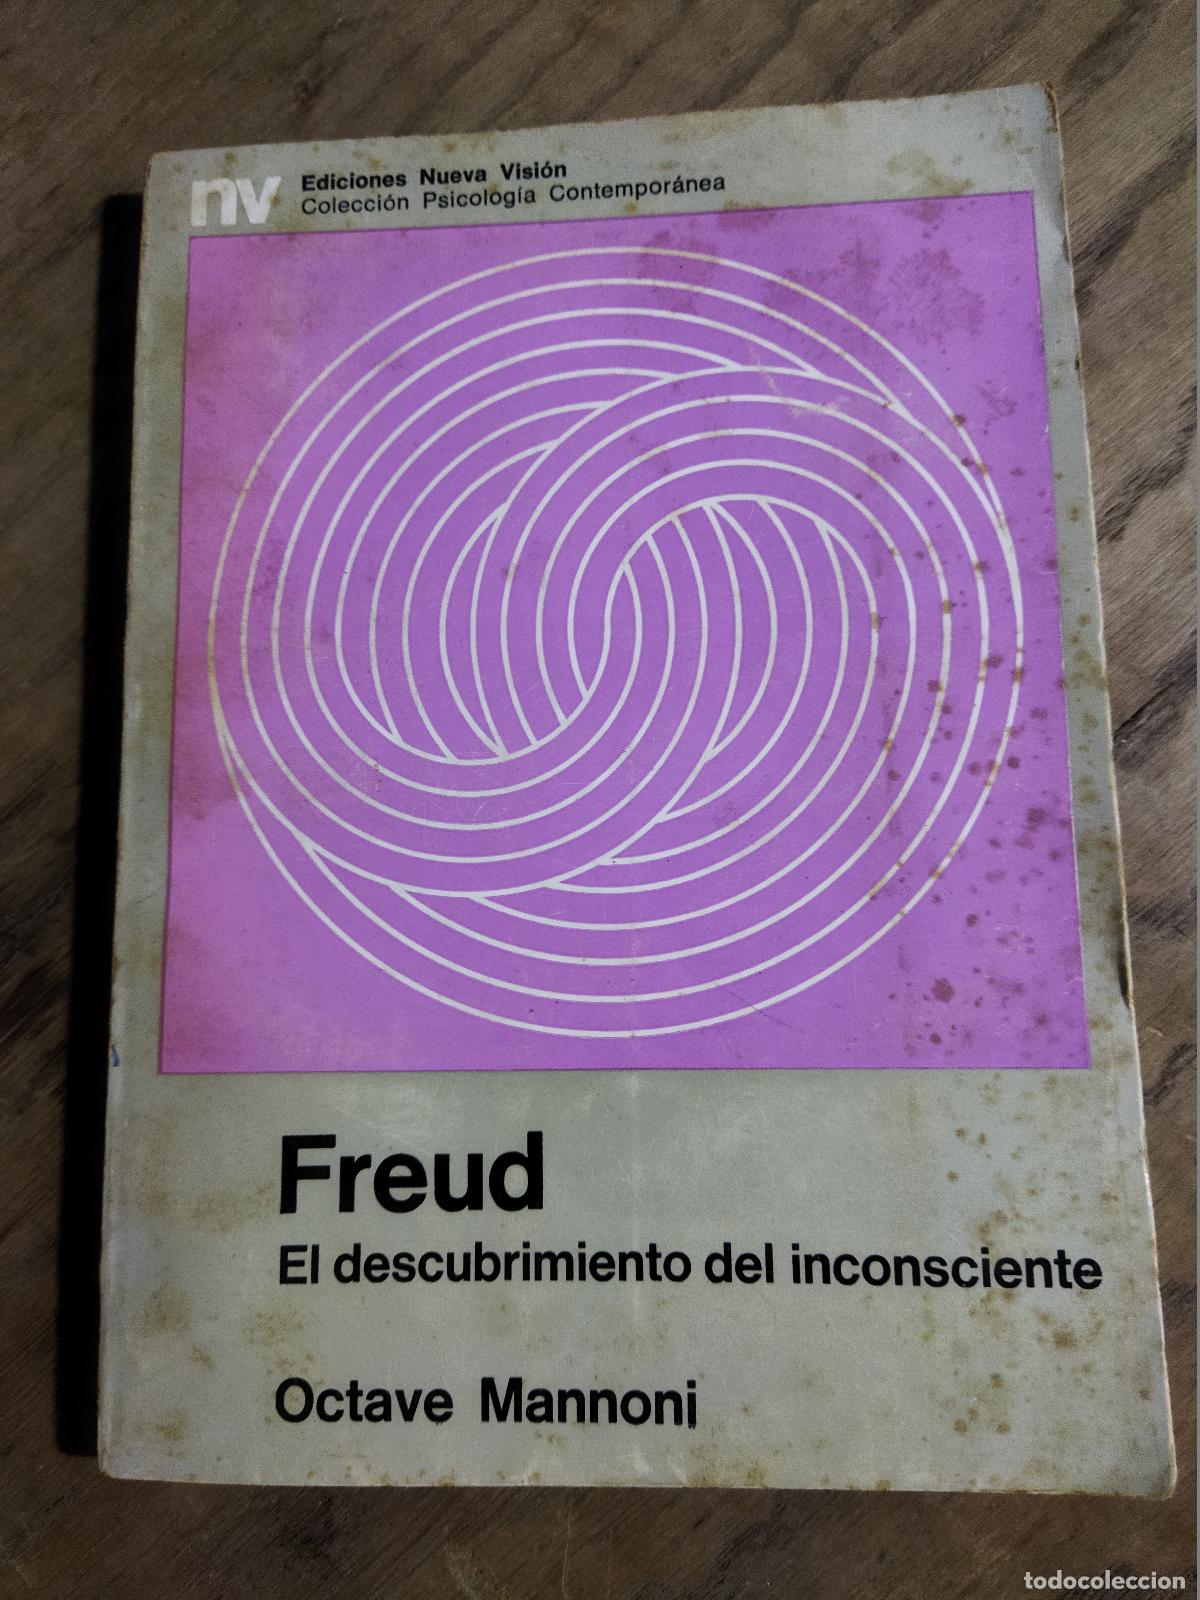 nv
Ediciones Nueva Visión
Colección Psicología Contemporánea
Freud
El descubrimiento del inconsciente
Octave Mannoni
todocoleccion